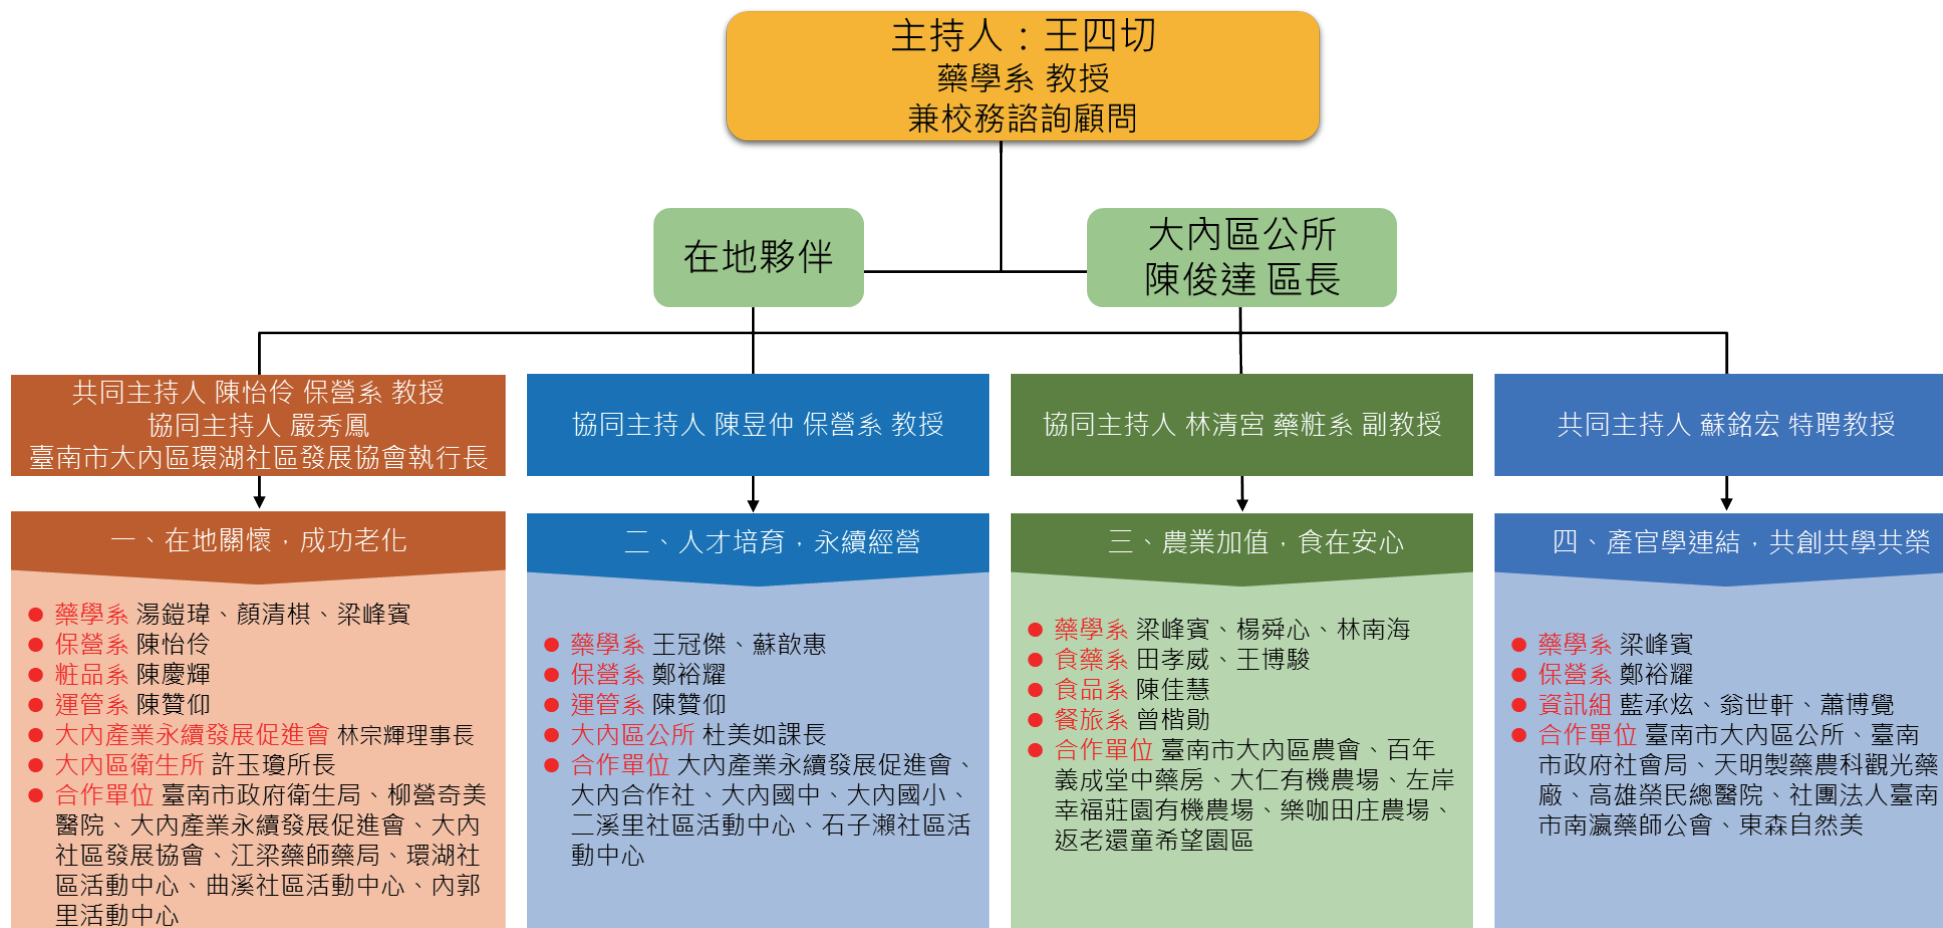 主持人：王四切
藥學系 教授
兼校務諮詢顧問
在地夥伴
大內區公所
陳俊達 區長
共同主持人 陳怡伶 保營系 教授
協同主持人 嚴秀鳳
臺南市大內區環湖社區發展協會執行長
協同主持人 陳昱仲 保營系 教授
協同主持人 林清宮 藥粧系 副教授
共同主持人 蘇銘宏 特聘教授
一、在地關懷，成功老化
藥學系 湯鎧瑋、顏清棋、梁峰賓
保營系 陳怡伶
粧品系 陳慶輝
運管系 陳贊仰
大內產業永續發展促進會 林宗輝理事長
大內區衛生所 許玉瓊所長
合作單位 臺南市政府衛生局、柳營奇美
醫院、大內產業永續發展促進會、大內
社區發展協會、江梁藥師藥局、環湖社
區活動中心、曲溪社區活動中心、內郭
里活動中心
二、人才培育，永續經營
藥學系 王冠傑、蘇歆惠
保營系 鄭裕耀
運管系 陳贊仰
大內區公所 杜美如課長
合作單位 大內產業永續發展促進會、
大內合作社、大內國中、大內國小、
二溪里社區活動中心、石子瀨社區活
動中心
三、農業加值，食在安心
藥學系 梁峰賓、楊舜心、林南海
食藥系 田孝威、王博駿
食品系 陳佳慧
餐旅系 曾楷勛
合作單位 臺南市大內區農會、百年
義成堂中藥房、大仁有機農場、左岸
幸福莊園有機農場、樂咖田庄農場、
返老還童希望園區
四、產官學連結，共創共學共榮
藥學系 梁峰賓
保營系 鄭裕耀
資訊組 藍承炫、翁世軒、蕭博覺
合作單位 臺南市大內區公所、臺南
市政府社會局、天明製藥農科觀光藥
廠、高雄榮民總醫院、社團法人臺南
市南瀛藥師公會、東森自然美